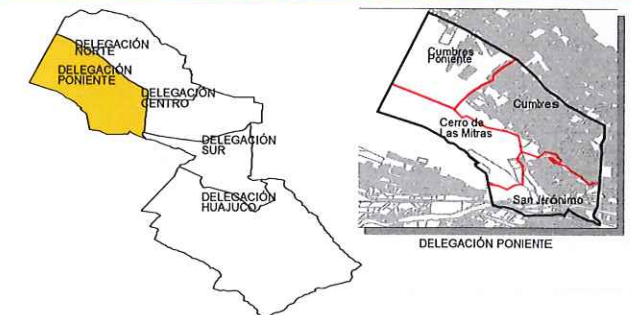 DELEGACIÓN
NORTE
DELEGACIÓN
PONIENTE
DELEGACIÓN
CENTRO
DELEGACIÓN
SUR
DELEGACIÓN
HUAJUCO
Cumbres
Poniente
Cumbres
Cerro de
Las Mitras
San Jerónimo
DELEGACIÓN PONIENTE